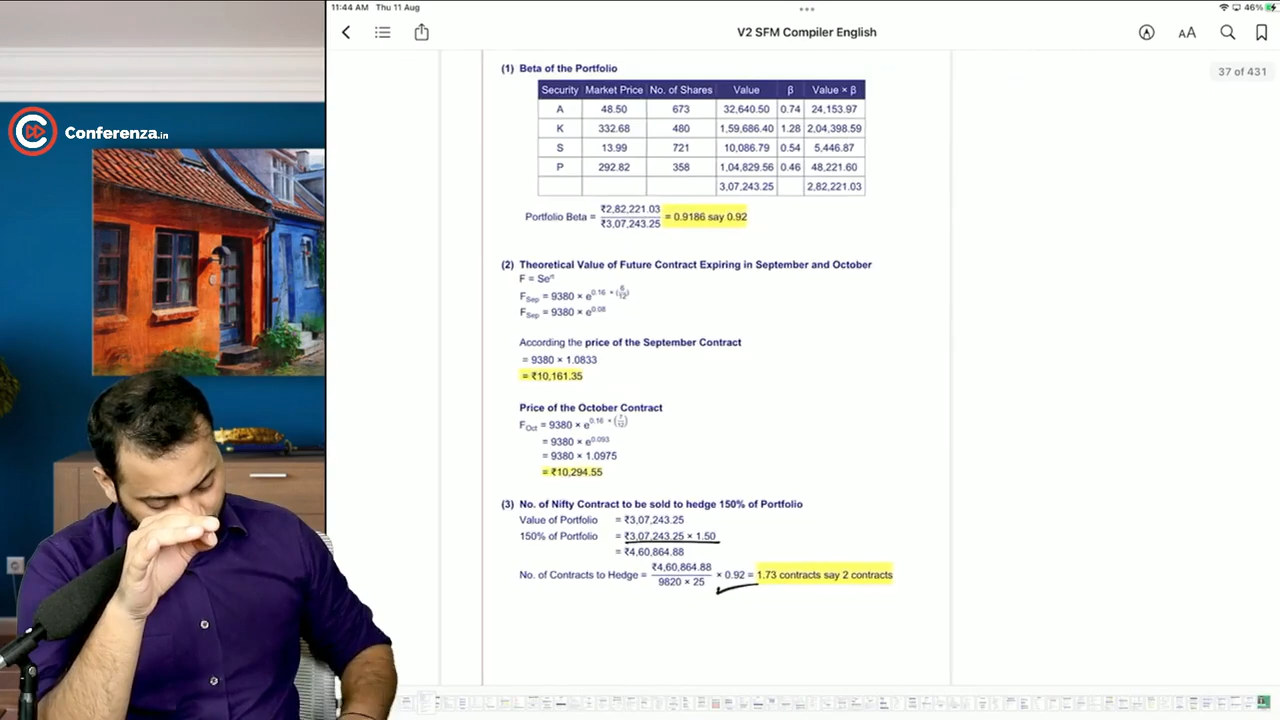 11:44 AM Thu 11 Aug
46%
V2 SFM Compiler English
AA
37 of 431
Conferenza.in
(1) Beta of the Portfolio
Security Market Price No. of Shares Value β Value × β
A 48.50 673 32,640.50 0.74 24,153.97
K 332.68 480 1,59,686.40 1.28 2,04,398.59
S 13.99 721 10,086.79 0.54 5,446.87
P 292.82 358 1,04,829.56 0.46 48,221.60
3,07,243.25 2,82,221.03
Portfolio Beta = ₹2,82,221.03 / ₹3,07,243.25 = 0.9186 say 0.92
(2) Theoretical Value of Future Contract Expiring in September and October
F = Se^rt
F_Sep = 9380 × e^0.16 × (6/12)
F_Sep = 9380 × e^0.08
According the price of the September Contract
= 9380 × 1.0833
= ₹10,161.35
Price of the October Contract
F_Oct = 9380 × e^0.16 × (7/12)
= 9380 × e^0.093
= 9380 × 1.0975
= ₹10,294.55
(3) No. of Nifty Contract to be sold to hedge 150% of Portfolio
Value of Portfolio = ₹3,07,243.25
150% of Portfolio = ₹3,07,243.25 × 1.50
= ₹4,60,864.88
No. of Contracts to Hedge = ₹4,60,864.88 / 9820 × 25 × 0.92 = 1.73 contracts say 2 contracts